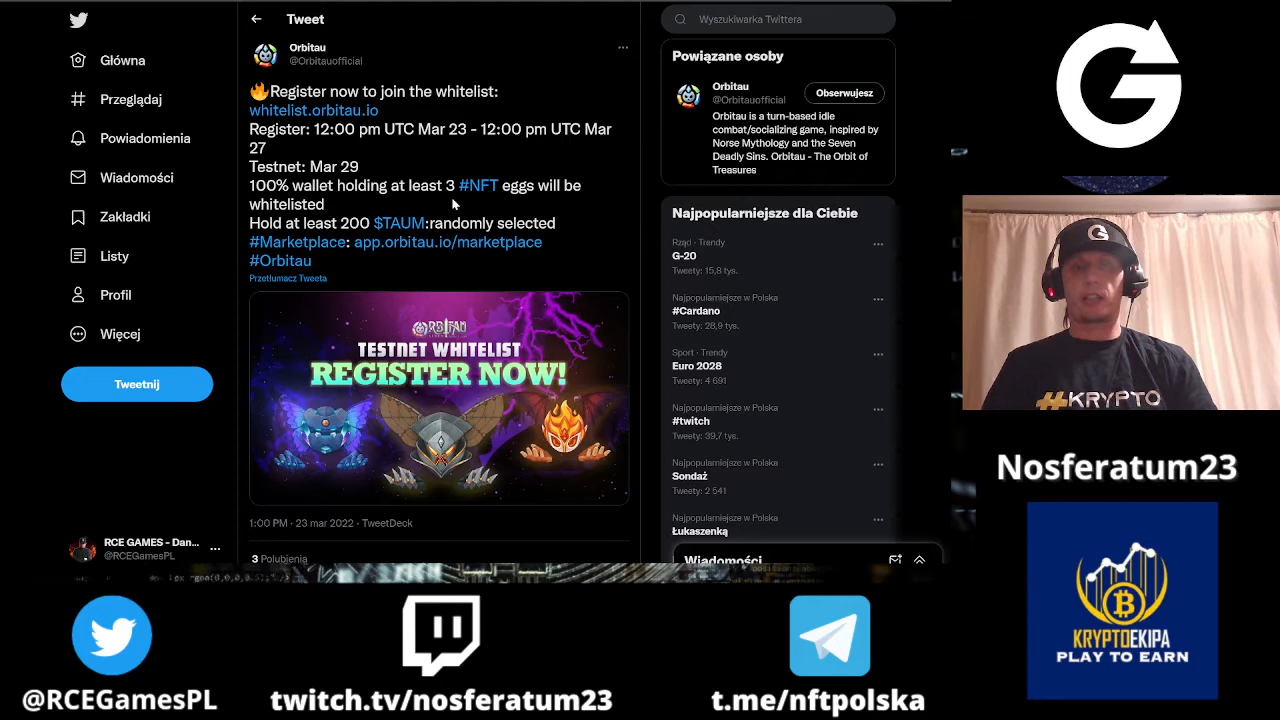 Tweet
Wyszukiwarka Twittera
Główna
Przeglądaj
Powiadomienia
Wiadomości
Zakładki
Listy
Profil
Więcej
Tweetnij
RCE GAMES - Dan...
@RCEGamesPL
Orbitau
@Orbitauofficial
🔥Register now to join the whitelist:
whitelist.orbitau.io
Register: 12:00 pm UTC Mar 23 - 12:00 pm UTC Mar
27
Testnet: Mar 29
100% wallet holding at least 3 #NFT eggs will be
whitelisted
Hold at least 200 $TAUM:randomly selected
#Marketplace: app.orbitau.io/marketplace
#Orbitau
Przetłumacz Tweeta
ORBITAU
TESTNET WHITELIST
REGISTER NOW!
1:00 PM · 23 mar 2022 · TweetDeck
3 Polubienia
Powiązane osoby
Orbitau
@Orbitauofficial
Obserwujesz
Orbitau is a turn-based idle
combat/socializing game, inspired by
Norse Mythology and the Seven
Deadly Sins. Orbitau - The Orbit of
Treasures
Najpopularniejsze dla Ciebie
Rząd · Trendy
G-20
Tweety: 15,8 tys.
Najpopularniejsze w Polsce
#Cardano
Tweety: 28,9 tys.
Sport · Trendy
Euro 2028
Tweety: 4 691
Najpopularniejsze w Polsce
#twitch
Tweety: 39,7 tys.
Najpopularniejsze w Polsce
Sondaż
Tweety: 2 541
Najpopularniejsze w Polsce
Łukaszenką
Wiadomości
G
G
#KRYPTO
Nosferatum23
KRYPTOEKIPA
PLAY TO EARN
@RCEGamesPL
twitch.tv/nosferatum23
t.me/nftpolska